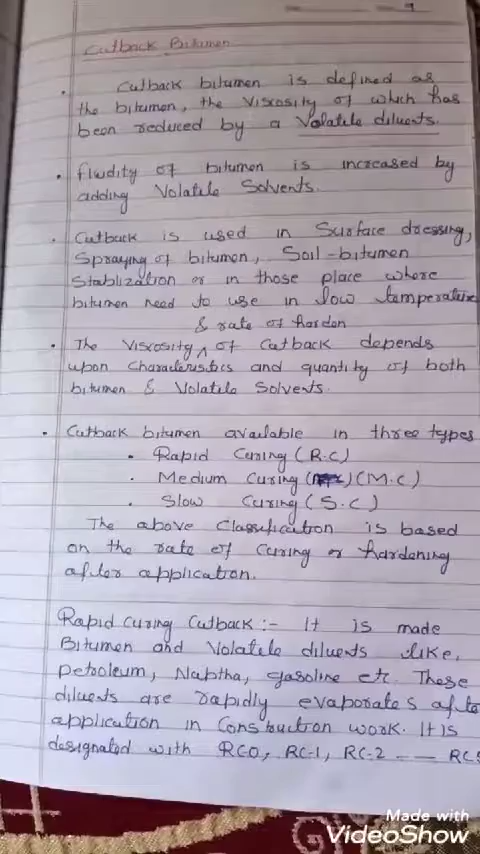 9
Cutback Bitumen
• Cutback bitumen is defined as
the bitumen, the viscosity of which has
been reduced by a Volatile diluents.
• fluidity of bitumen is increased by
adding Volatile Solvents.
• Cutback is used in Surface dressing,
Spraying of bitumen, Soil-bitumen
Stablization or in those place where
bitumen need to use in low temperature
& rate of harden
• The Viscosity ^ of Cutback depends
upon Characteristics and quantity of both
bitumen & Volatile Solvents.
• Cutback bitumen available in three types
• Rapid Curing (R.C)
• Medium Curing (M.C)
• Slow Curing (S.C)
The above Classification is based
on the rate of Curing or hardening
after application.
Rapid Curing Cutback :- It is made
Bitumen and Volatile diluents like,
Petroleum, Naptha, gasoline etc. These
diluents are rapidly evaporates afte
application in Construction work. It is
designated with RC0, RC-1, RC-2 -- RC5
Made with
VideoShow